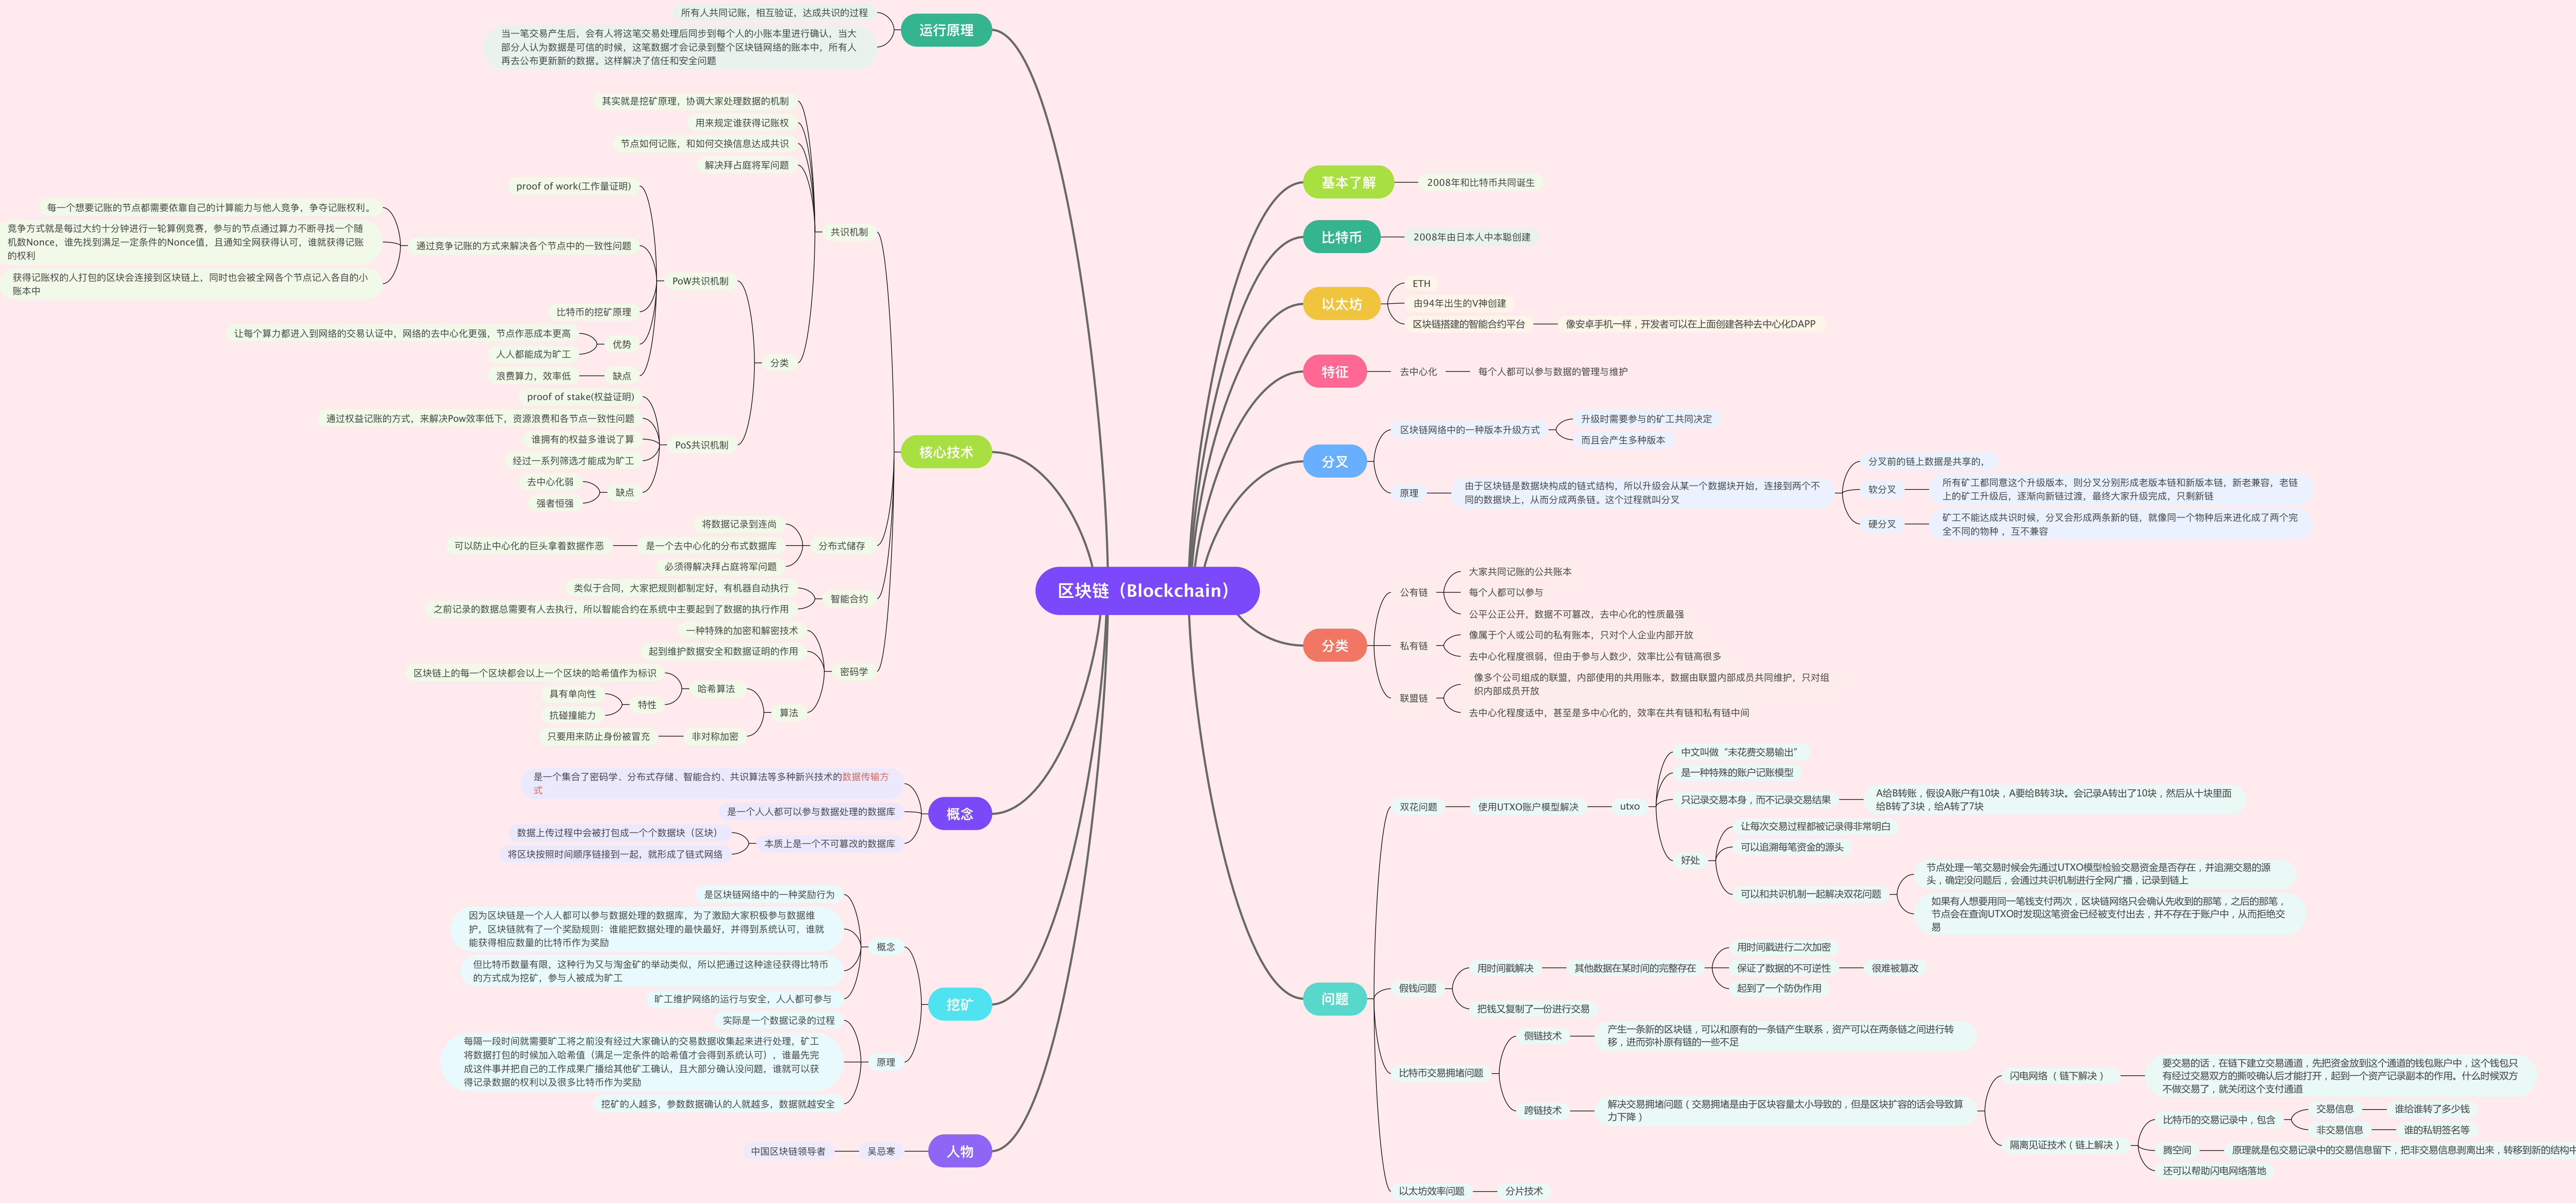 区块链（Blockchain）
运行原理
所有人共同记账，相互验证，达成共识的过程
当一笔交易产生后，会有人将这笔交易处理后同步到每个人的小账本里进行确认，当大
部分人认为数据是可信的时候，这笔数据才会记录到整个区块链网络的账本中，所有人
再去公布更新新的数据。这样解决了信任和安全问题
核心技术
共识机制
其实就是挖矿原理，协调大家处理数据的机制
用来规定谁获得记账权
节点如何记账，和如何交换信息达成共识
解决拜占庭将军问题
分类
PoW共识机制
proof of work(工作量证明)
通过竞争记账的方式来解决各个节点中的一致性问题
每一个想要记账的节点都需要依靠自己的计算能力与他人竞争，争夺记账权利。
竞争方式就是每过大约十分钟进行一轮算例竞赛，参与的节点通过算力不断寻找一个随
机数Nonce，谁先找到满足一定条件的Nonce值，且通知全网获得认可，谁就获得记账
的权利
获得记账权的人打包的区块会连接到区块链上，同时也会被全网各个节点记入各自的小
账本中
比特币的挖矿原理
优势
让每个算力都进入到网络的交易认证中，网络的去中心化更强，节点作恶成本更高
人人都能成为旷工
缺点
浪费算力，效率低
PoS共识机制
proof of stake(权益证明)
通过权益记账的方式，来解决Pow效率低下，资源浪费和各节点一致性问题
谁拥有的权益多谁说了算
经过一系列筛选才能成为旷工
缺点
去中心化弱
强者恒强
分布式储存
将数据记录到连尚
是一个去中心化的分布式数据库
可以防止中心化的巨头拿着数据作恶
必须得解决拜占庭将军问题
智能合约
类似于合同，大家把规则都制定好，有机器自动执行
之前记录的数据总需要有人去执行，所以智能合约在系统中主要起到了数据的执行作用
密码学
一种特殊的加密和解密技术
起到维护数据安全和数据证明的作用
算法
哈希算法
区块链上的每一个区块都会以上一个区块的哈希值作为标识
特性
具有单向性
抗碰撞能力
非对称加密
只要用来防止身份被冒充
概念
是一个集合了密码学、分布式存储、智能合约、共识算法等多种新兴技术的数据传输方
式
是一个人人都可以参与数据处理的数据库
本质上是一个不可篡改的数据库
数据上传过程中会被打包成一个个数据块（区块）
将区块按照时间顺序链接到一起，就形成了链式网络
挖矿
概念
是区块链网络中的一种奖励行为
因为区块链是一个人人都可以参与数据处理的数据库，为了激励大家积极参与数据维
护，区块链就有了一个奖励规则：谁能把数据处理的最快最好，并得到系统认可，谁就
能获得相应数量的比特币作为奖励
但比特币数量有限，这种行为又与淘金矿的举动类似，所以把通过这种途径获得比特币
的方式成为挖矿，参与人被成为旷工
旷工维护网络的运行与安全，人人都可参与
原理
实际是一个数据记录的过程
每隔一段时间就需要旷工将之前没有经过大家确认的交易数据收集起来进行处理，矿工
将数据打包的时候加入哈希值（满足一定条件的哈希值才会得到系统认可），谁最先完
成这件事并把自己的工作成果广播给其他矿工确认，且大部分确认没问题，谁就可以获
得记录数据的权利以及很多比特币作为奖励
挖矿的人越多，参数数据确认的人就越多，数据就越安全
人物
吴忌寒
中国区块链领导者
基本了解
2008年和比特币共同诞生
比特币
2008年由日本人中本聪创建
以太坊
ETH
由94年出生的V神创建
区块链搭建的智能合约平台
像安卓手机一样，开发者可以在上面创建各种去中心化DAPP
特征
去中心化
每个人都可以参与数据的管理与维护
分叉
区块链网络中的一种版本升级方式
升级时需要参与的矿工共同决定
而且会产生多种版本
原理
由于区块链是数据块构成的链式结构，所以升级会从某一个数据块开始，连接到两个不
同的数据块上，从而分成两条链。这个过程就叫分叉
分叉前的链上数据是共享的，
软分叉
所有矿工都同意这个升级版本，则分叉分别形成老版本链和新版本链，新老兼容，老链
上的矿工升级后，逐渐向新链过渡，最终大家升级完成，只剩新链
硬分叉
矿工不能达成共识时候，分叉会形成两条新的链，就像同一个物种后来进化成了两个完
全不同的物种 ，互不兼容
分类
公有链
大家共同记账的公共账本
每个人都可以参与
公平公正公开，数据不可篡改，去中心化的性质最强
私有链
像属于个人或公司的私有账本，只对个人企业内部开放
去中心化程度很弱，但由于参与人数少，效率比公有链高很多
联盟链
像多个公司组成的联盟，内部使用的共用账本，数据由联盟内部成员共同维护，只对组
织内部成员开放
去中心化程度适中，甚至是多中心化的，效率在共有链和私有链中间
问题
双花问题
使用UTXO账户模型解决
utxo
中文叫做“未花费交易输出”
是一种特殊的账户记账模型
只记录交易本身，而不记录交易结果
A给B转账，假设A账户有10块，A要给B转3块。会记录A转出了10块，然后从十块里面
给B转了3块，给A转了7块
好处
让每次交易过程都被记录得非常明白
可以追溯每笔资金的源头
可以和共识机制一起解决双花问题
节点处理一笔交易时候会先通过UTXO模型检验交易资金是否存在，并追溯交易的源
头，确定没问题后，会通过共识机制进行全网广播，记录到链上
如果有人想要用同一笔钱支付两次，区块链网络只会确认先收到的那笔，之后的那笔，
节点会在查询UTXO时发现这笔资金已经被支付出去，并不存在于账户中，从而拒绝交
易
假钱问题
用时间戳解决
其他数据在某时间的完整存在
用时间戳进行二次加密
保证了数据的不可逆性
很难被篡改
起到了一个防伪作用
把钱又复制了一份进行交易
比特币交易拥堵问题
侧链技术
产生一条新的区块链，可以和原有的一条链产生联系，资产可以在两条链之间进行转
移，进而弥补原有链的一些不足
跨链技术
解决交易拥堵问题（交易拥堵是由于区块容量太小导致的，但是区块扩容的话会导致算
力下降）
闪电网络 （链下解决）
要交易的话，在链下建立交易通道，先把资金放到这个通道的钱包账户中，这个钱包只
有经过交易双方的撕咬确认后才能打开，起到一个资产记录副本的作用。什么时候双方
不做交易了，就关闭这个支付通道
隔离见证技术（链上解决）
比特币的交易记录中，包含
交易信息
谁给谁转了多少钱
非交易信息
谁的私钥签名等
腾空间
原理就是包交易记录中的交易信息留下，把非交易信息剥离出来，转移到新的结构中
还可以帮助闪电网络落地
以太坊效率问题
分片技术